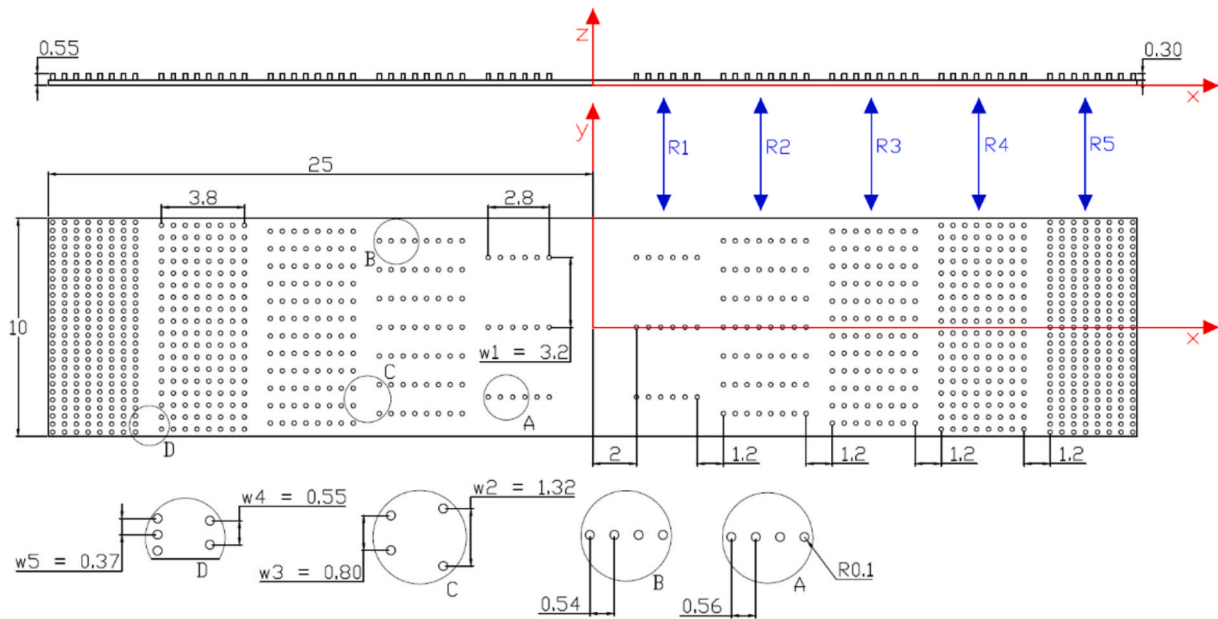 z
0.55
0.30
x
y
R1
R2
R3
R4
R5
25
3.8
2.8
B
10
w1 = 3.2
x
C
A
D
2
1.2
1.2
1.2
1.2
w4 = 0.55
w2 = 1.32
w5 = 0.37
D
w3 = 0.80
C
B
A
R0.1
0.54
0.56